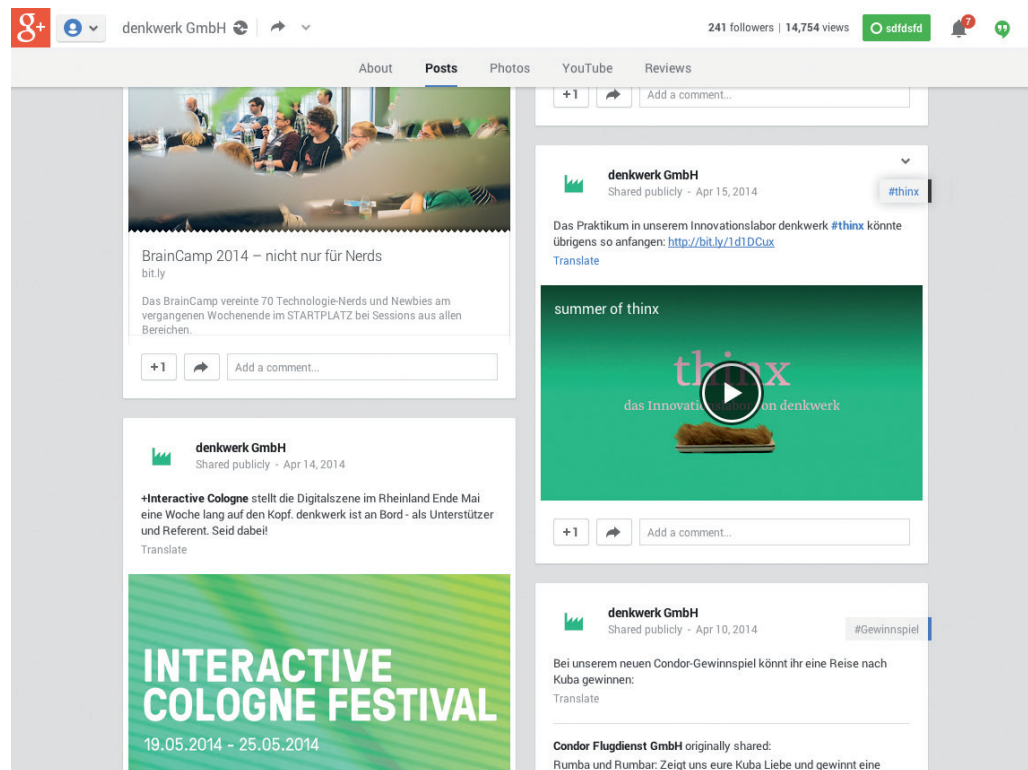 g+
denkwerk GmbH
241 followers | 14,754 views
sdfdsfd
7
About
Posts
Photos
YouTube
Reviews
BrainCamp 2014 – nicht nur für Nerds
bit.ly
Das BrainCamp vereinte 70 Technologie-Nerds und Newbies am
vergangenen Wochenende im STARTPLATZ bei Sessions aus allen
Bereichen.
+1
Add a comment...
denkwerk GmbH
Shared publicly - Apr 14, 2014
+Interactive Cologne stellt die Digitalszene im Rheinland Ende Mai
eine Woche lang auf den Kopf. denkwerk ist an Bord - als Unterstützer
und Referent. Seid dabei!
Translate
INTERACTIVE
COLOGNE FESTIVAL
19.05.2014 - 25.05.2014
+1
Add a comment...
denkwerk GmbH
Shared publicly - Apr 15, 2014
#thinx
Das Praktikum in unserem Innovationslabor denkwerk #thinx könnte
übrigens so anfangen: http://bit.ly/1d1DCux
Translate
summer of thinx
thinx
das Innovationslabor von denkwerk
+1
Add a comment...
denkwerk GmbH
Shared publicly - Apr 10, 2014
#Gewinnspiel
Bei unserem neuen Condor-Gewinnspiel könnt ihr eine Reise nach
Kuba gewinnen:
Translate
Condor Flugdienst GmbH originally shared:
Rumba und Rumbar: Zeigt uns eure Kuba Liebe und gewinnt eine